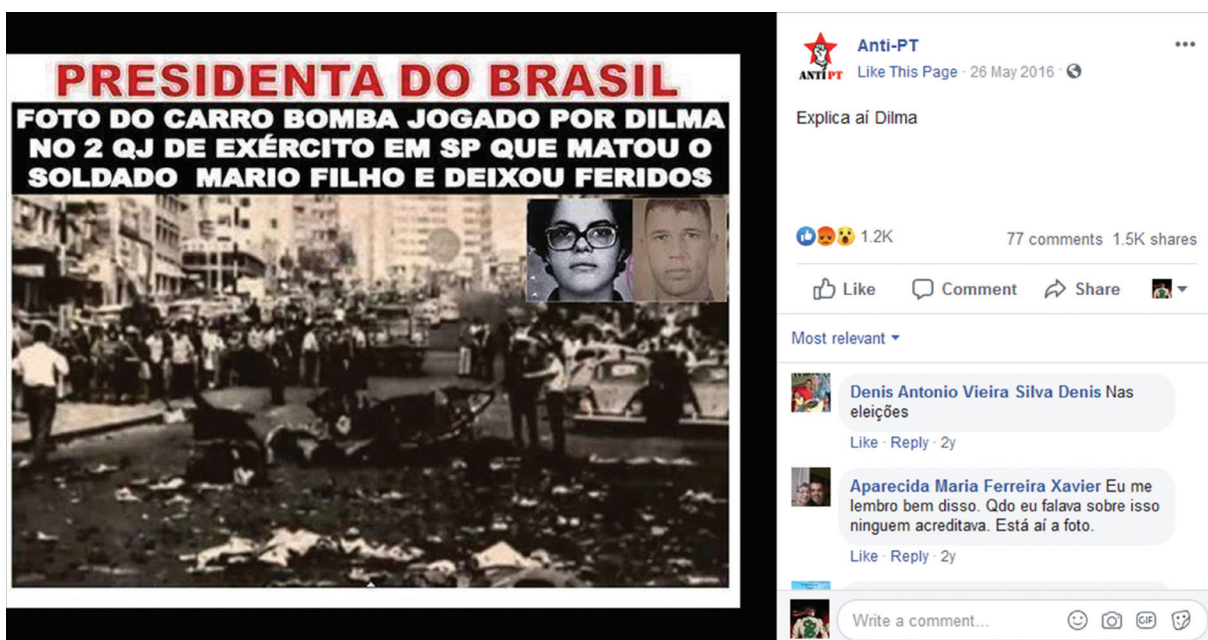 PRESIDENTA DO BRASIL
FOTO DO CARRO BOMBA JOGADO POR DILMA
NO 2 QJ DE EXÉRCITO EM SP QUE MATOU O
SOLDADO MARIO FILHO E DEIXOU FERIDOS
ANTIPT
Anti-PT
Like This Page · 26 May 2016 ·
Explica aí Dilma
1.2K
77 comments 1.5K shares
Like Comment Share
Most relevant
Denis Antonio Vieira Silva Denis Nas
eleições
Like · Reply · 2y
Aparecida Maria Ferreira Xavier Eu me
lembro bem disso. Qdo eu falava sobre isso
ninguem acreditava. Está aí a foto.
Like · Reply · 2y
Write a comment...
GIF